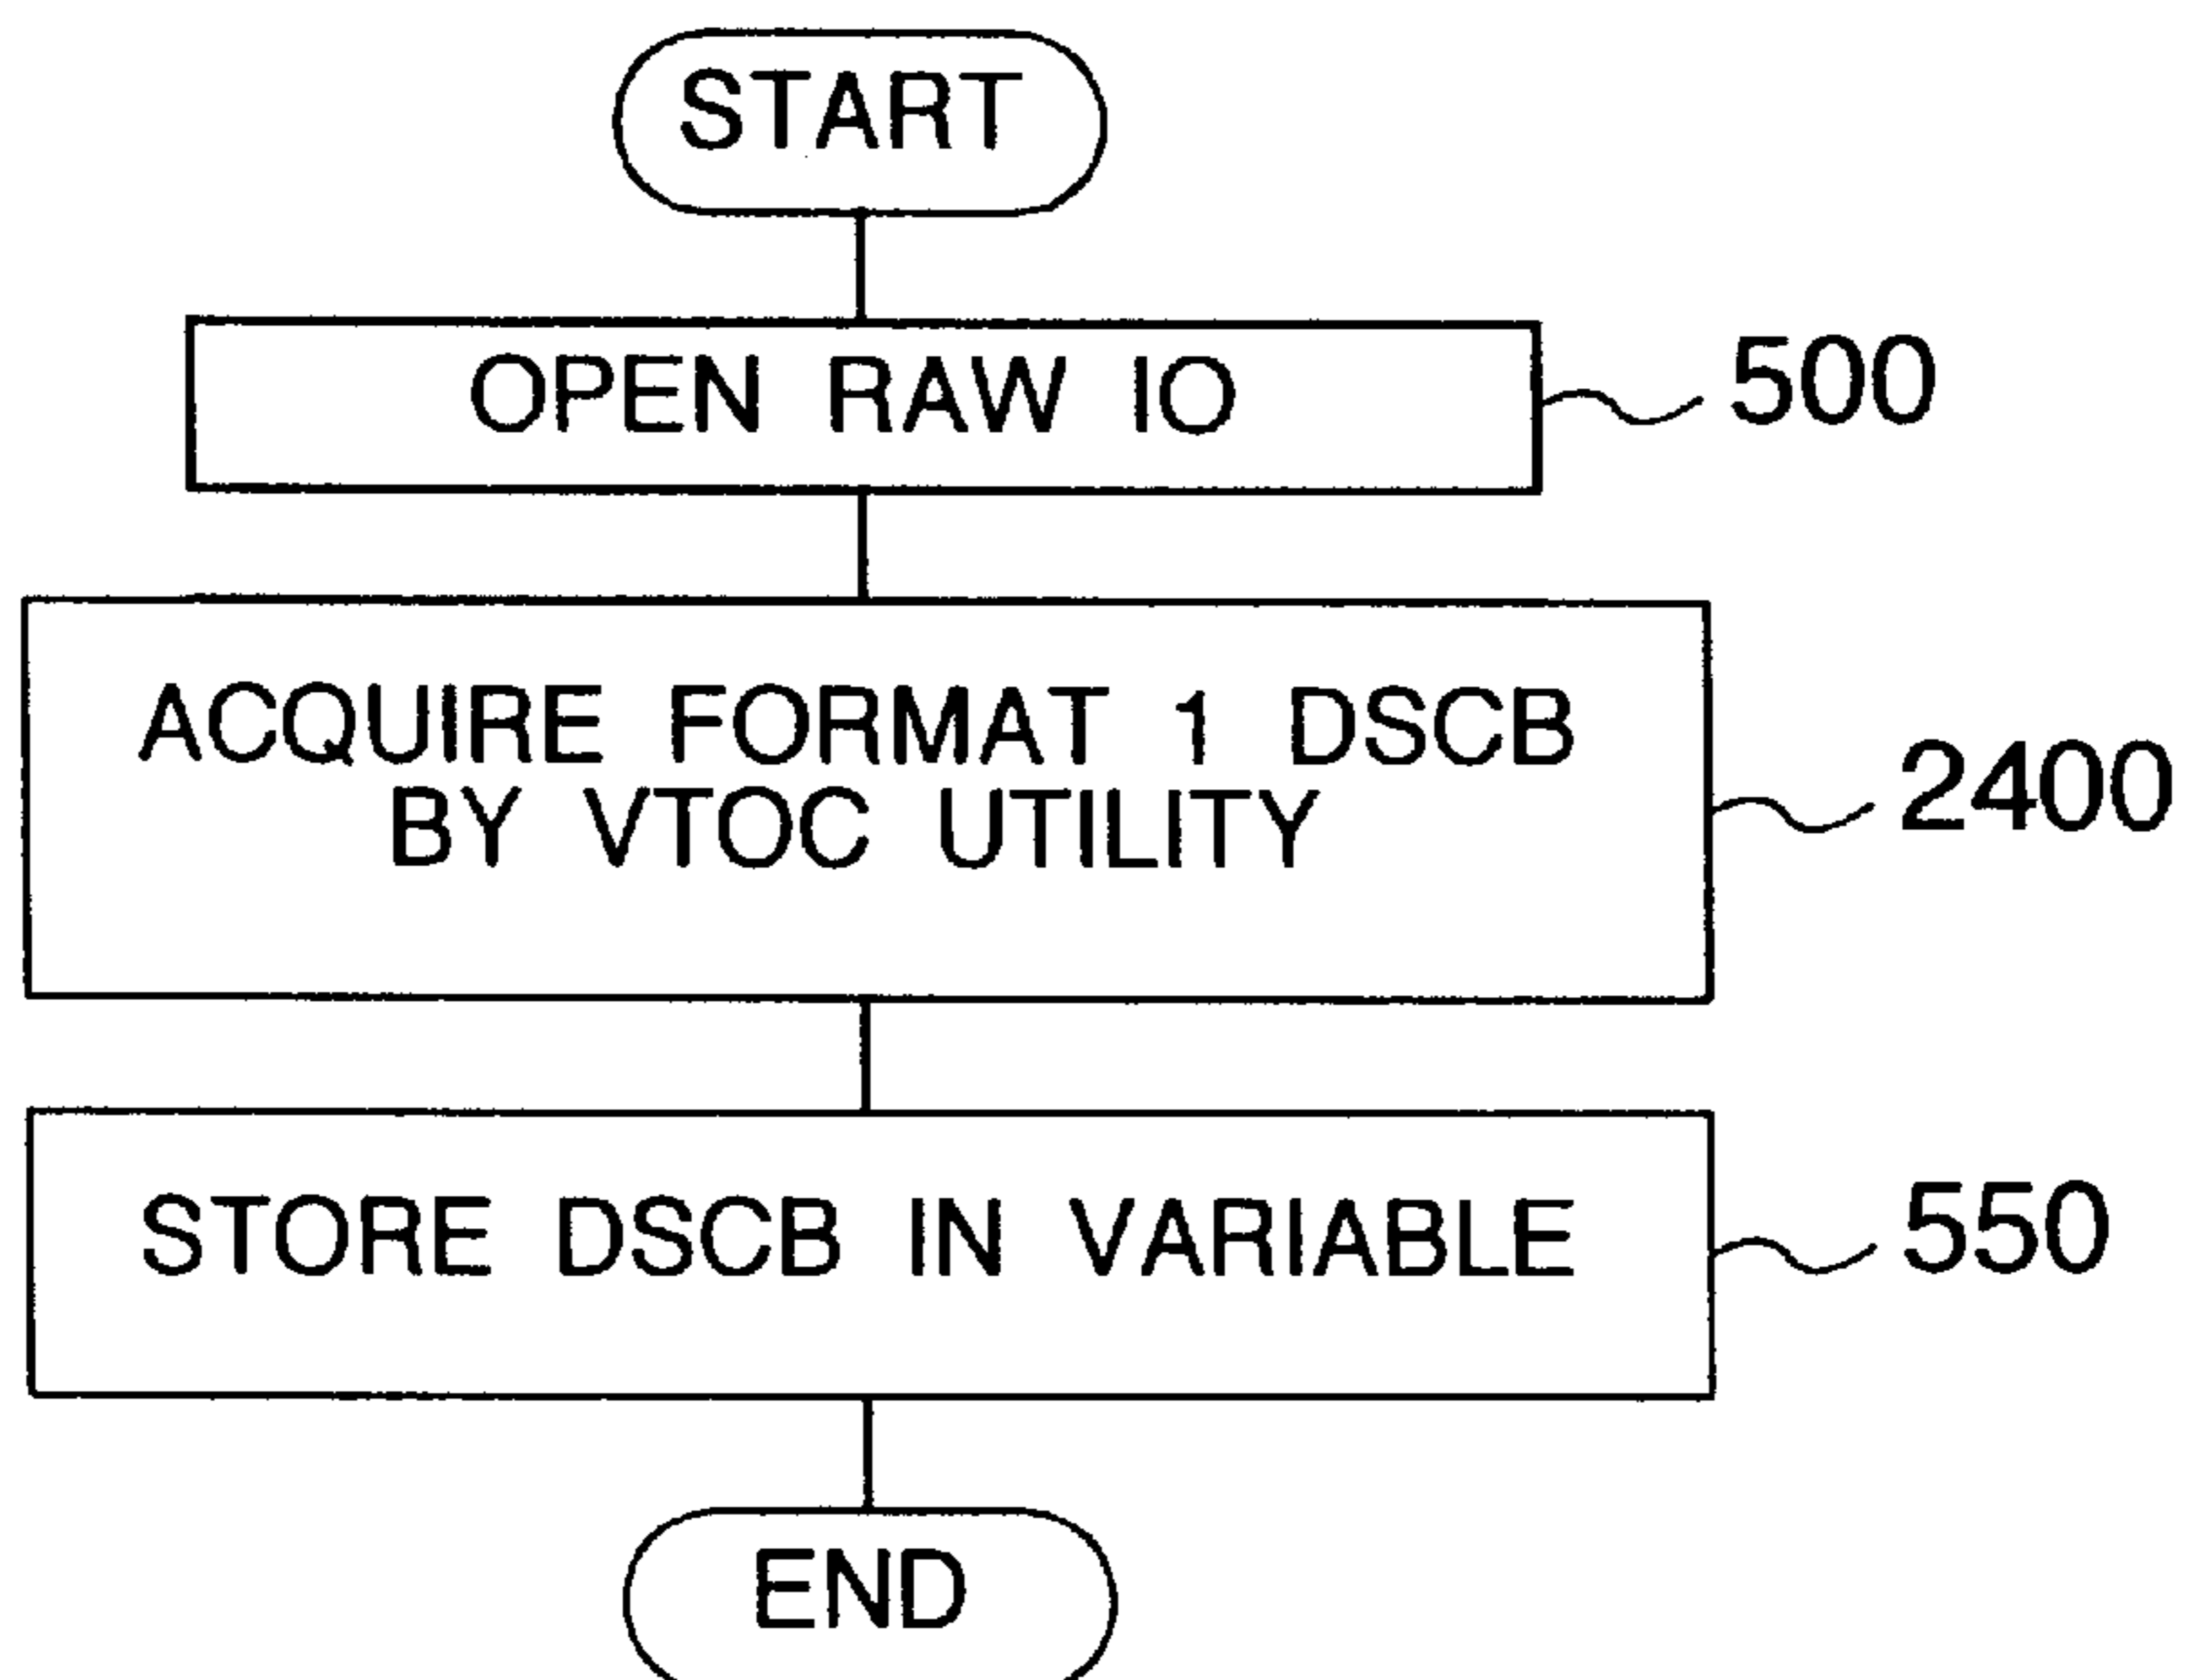 START
OPEN RAW IO
500
ACQUIRE FORMAT 1 DSCB
BY VTOC UTILITY
2400
STORE DSCB IN VARIABLE
550
END